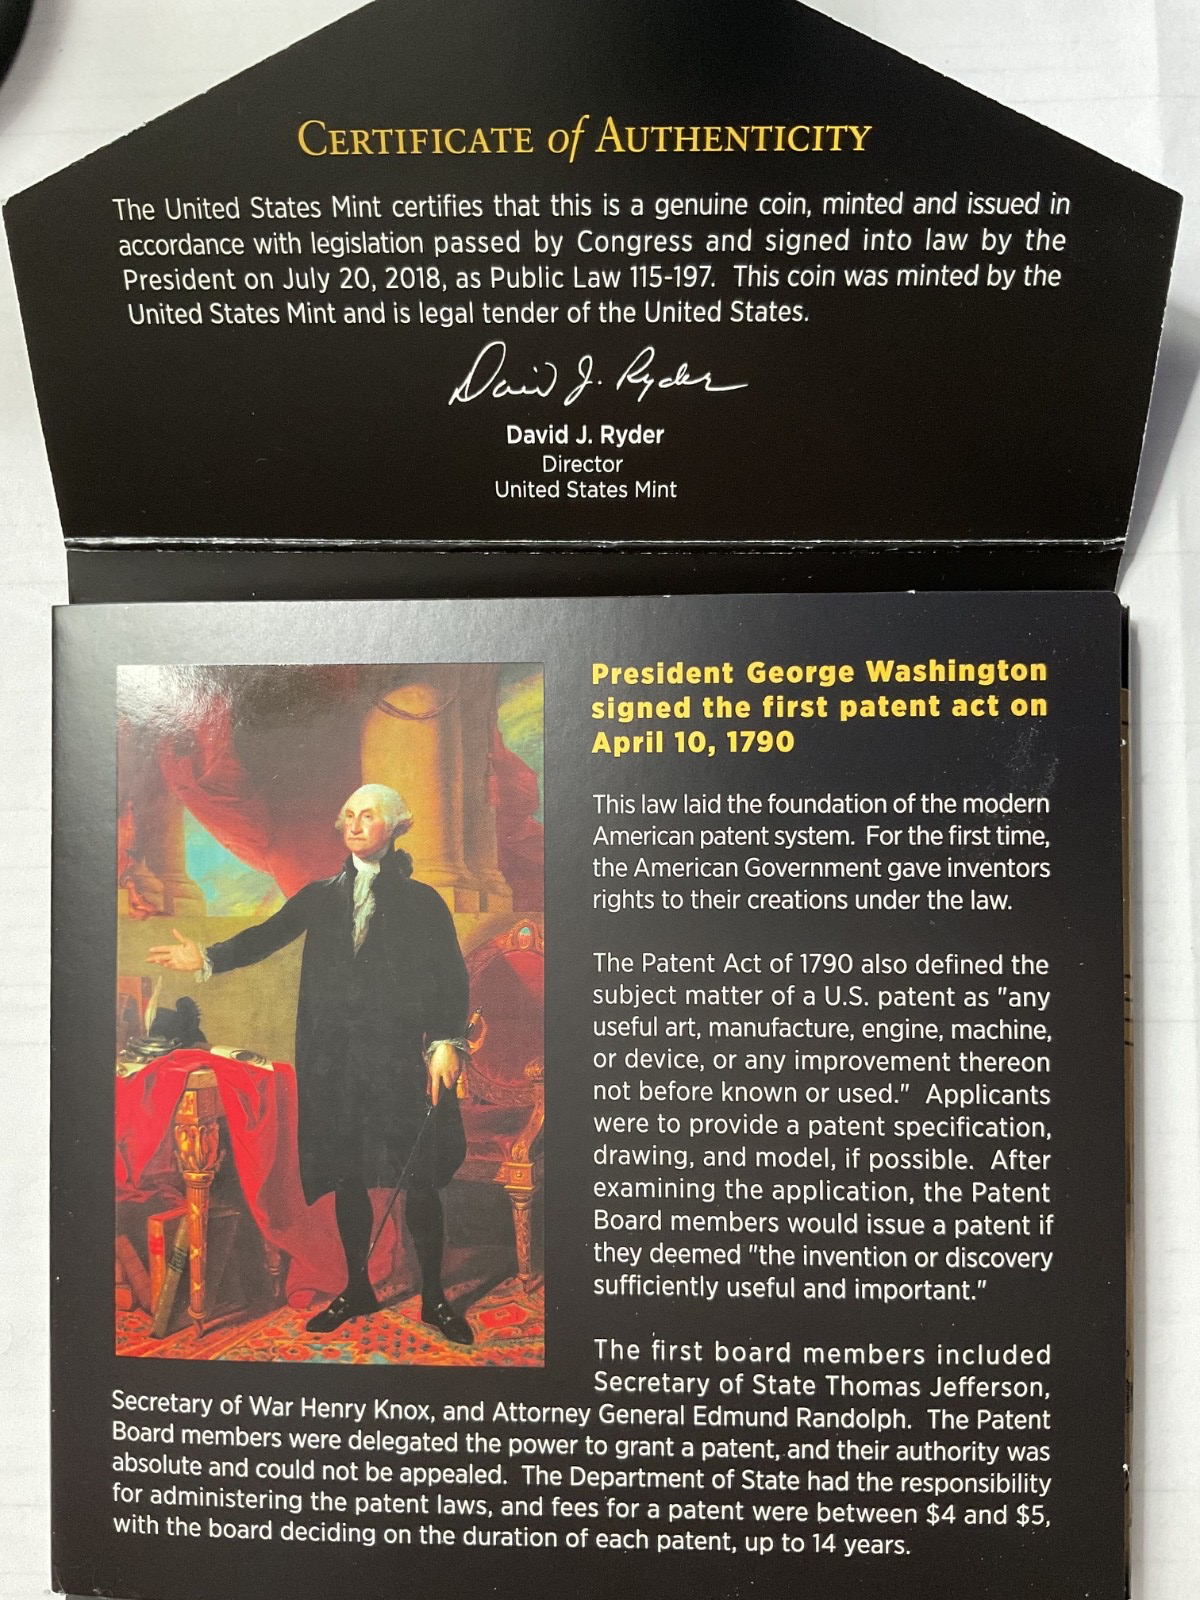 CERTIFICATE of AUTHENTICITY
The United States Mint certifies that this is a genuine coin, minted and issued in
accordance with legislation passed by Congress and signed into law by the
President on July 20, 2018, as Public Law 115-197. This coin was minted by the
United States Mint and is legal tender of the United States.
David J. Ryder
David J. Ryder
Director
United States Mint
President George Washington
signed the first patent act on
April 10, 1790
This law laid the foundation of the modern
American patent system. For the first time,
the American Government gave inventors
rights to their creations under the law.
The Patent Act of 1790 also defined the
subject matter of a U.S. patent as "any
useful art, manufacture, engine, machine,
or device, or any improvement thereon
not before known or used." Applicants
were to provide a patent specification,
drawing, and model, if possible. After
examining the application, the Patent
Board members would issue a patent if
they deemed "the invention or discovery
sufficiently useful and important."
The first board members included
Secretary of State Thomas Jefferson,
Secretary of War Henry Knox, and Attorney General Edmund Randolph. The Patent
Board members were delegated the power to grant a patent, and their authority was
absolute and could not be appealed. The Department of State had the responsibility
for administering the patent laws, and fees for a patent were between $4 and $5,
with the board deciding on the duration of each patent, up to 14 years.